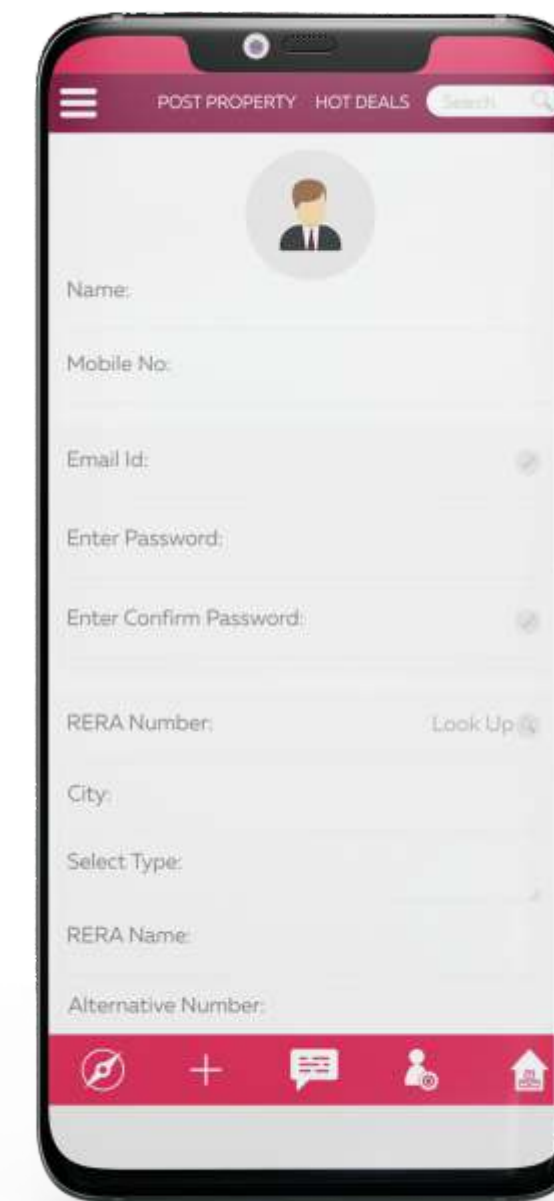 POST PROPERTY HOT DEALS Search
Name:
Mobile No:
Email Id:
Enter Password:
Enter Confirm Password:
RERA Number: Look Up
City:
Select Type:
RERA Name:
Alternative Number: